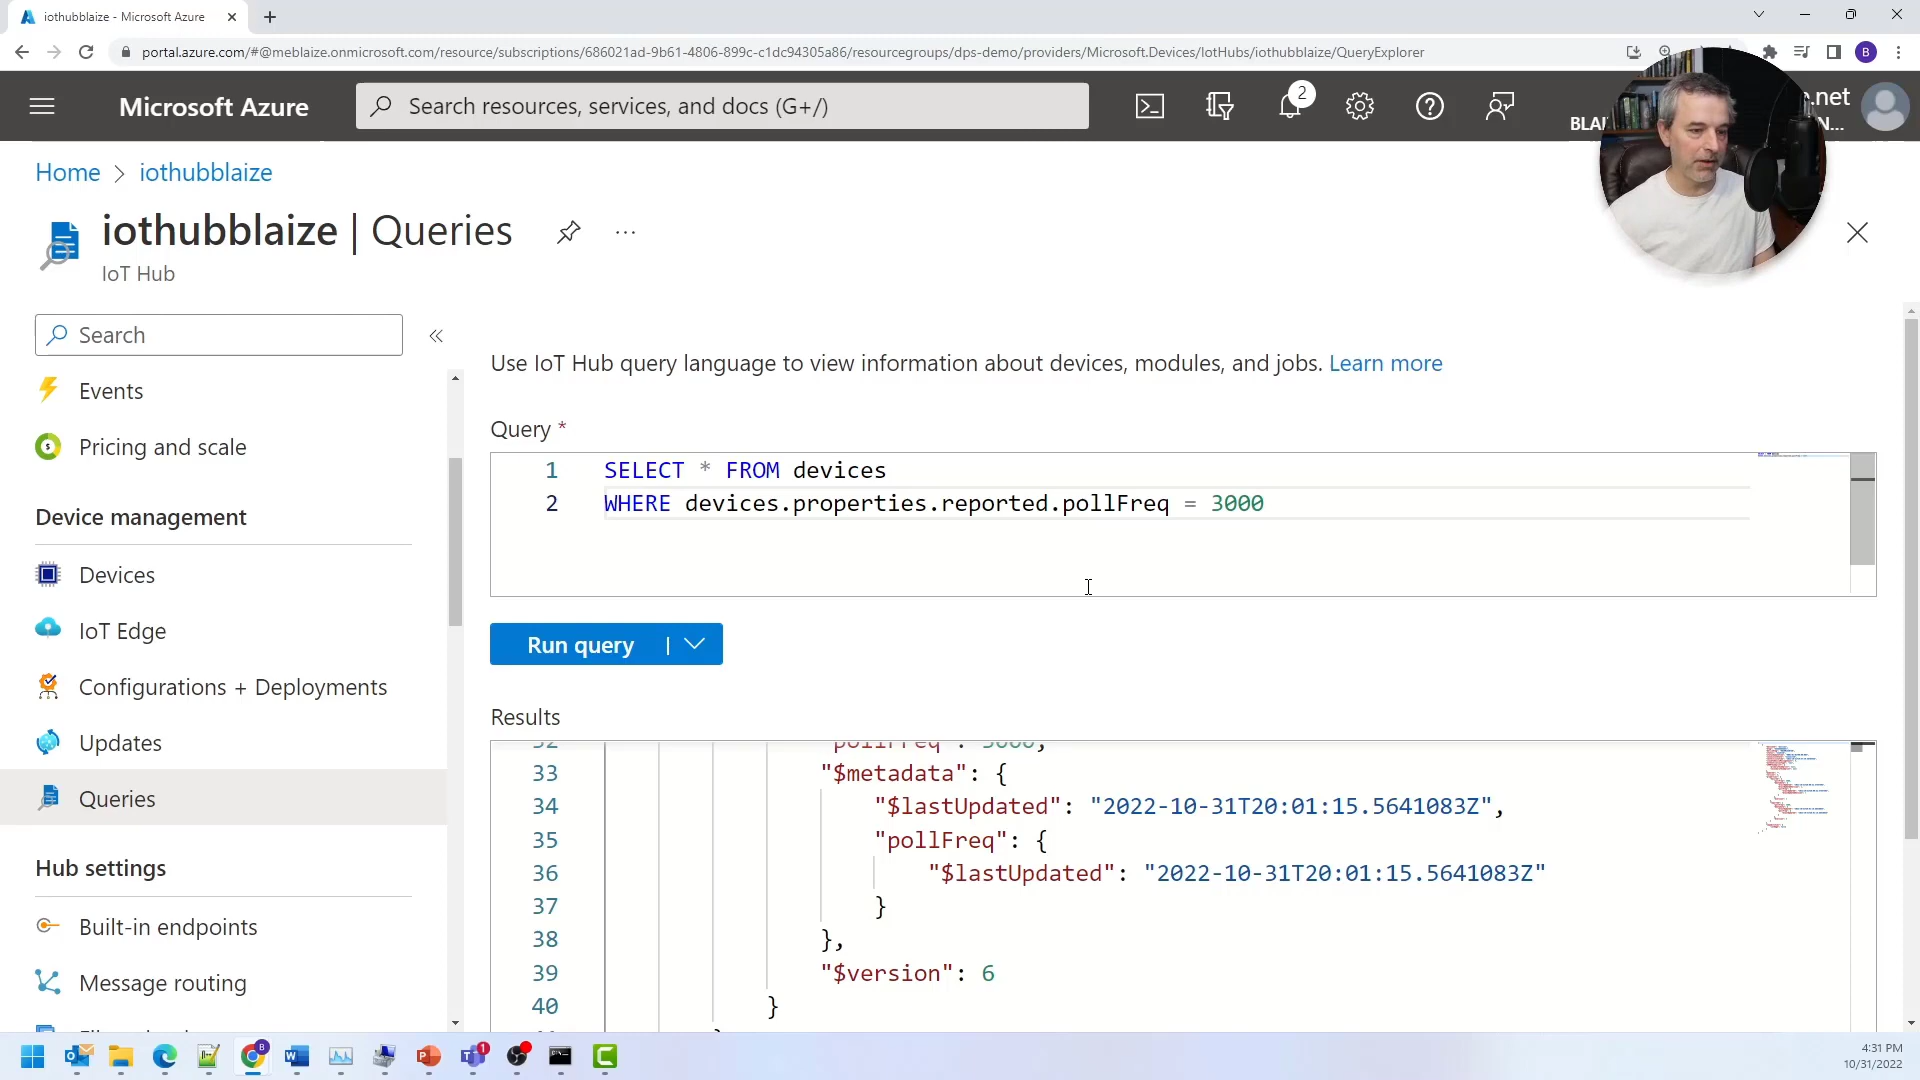 iothubblaize - Microsoft Azure
portal.azure.com/#@meblaize.onmicrosoft.com/resource/subscriptions/686021ad-9b61-4806-899c-c1dc94305a86/resourcegroups/dps-demo/providers/Microsoft.Devices/IotHubs/iothubblaize/QueryExplorer
B
Microsoft Azure
Search resources, services, and docs (G+/)
2
.net
Home > iothubblaize
iothubblaize | Queries
...
IoT Hub
Search
Events
Pricing and scale
Device management
Devices
IoT Edge
Configurations + Deployments
Updates
Queries
Hub settings
Built-in endpoints
Message routing
Use IoT Hub query language to view information about devices, modules, and jobs. Learn more
Query *
1 SELECT * FROM devices
2 WHERE devices.properties.reported.pollFreq = 3000
Run query
Results
33 "$metadata": {
34 "$lastUpdated": "2022-10-31T20:01:15.5641083Z",
35 "pollFreq": {
36 "$lastUpdated": "2022-10-31T20:01:15.5641083Z"
37 }
38 },
39 "$version": 6
40 }
4:31 PM
10/31/2022